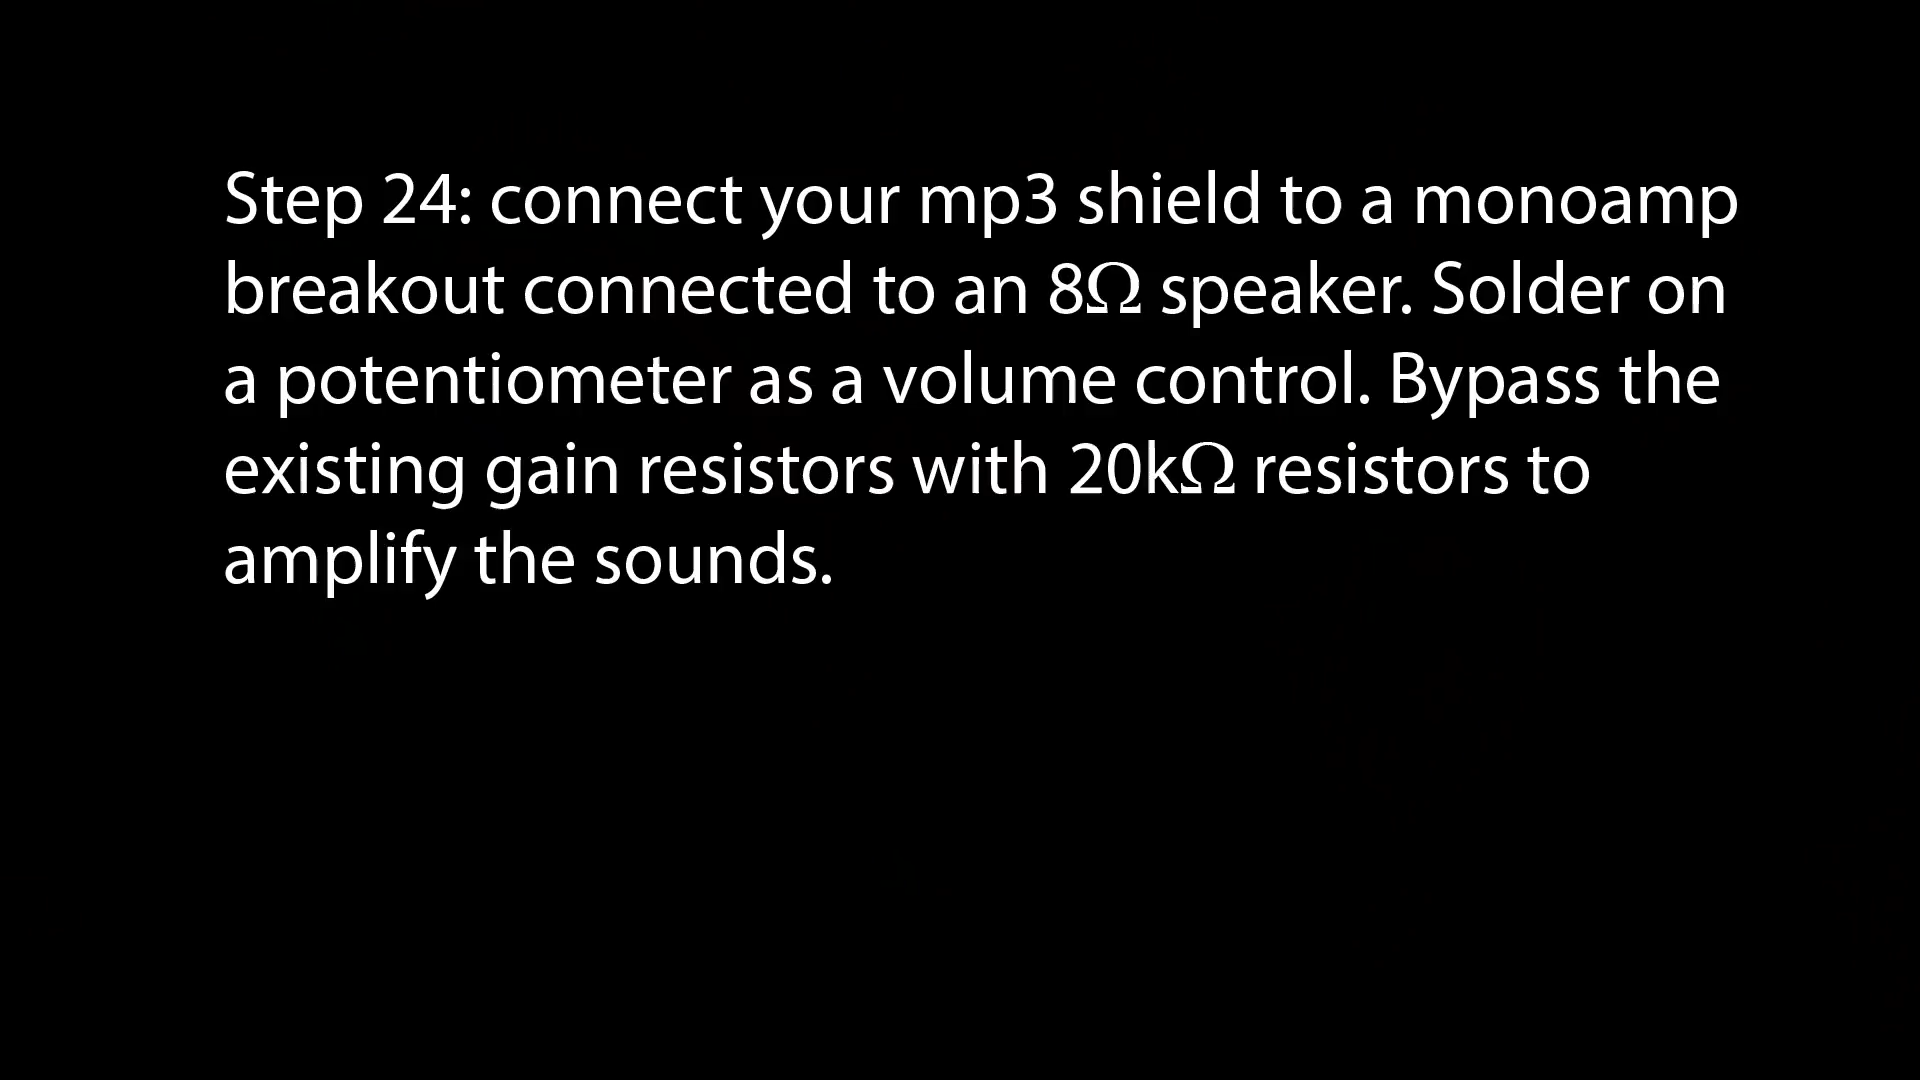 Step 24: connect your mp3 shield to a monoamp
breakout connected to an 8Ω speaker. Solder on
a potentiometer as a volume control. Bypass the
existing gain resistors with 20kΩ resistors to
amplify the sounds.